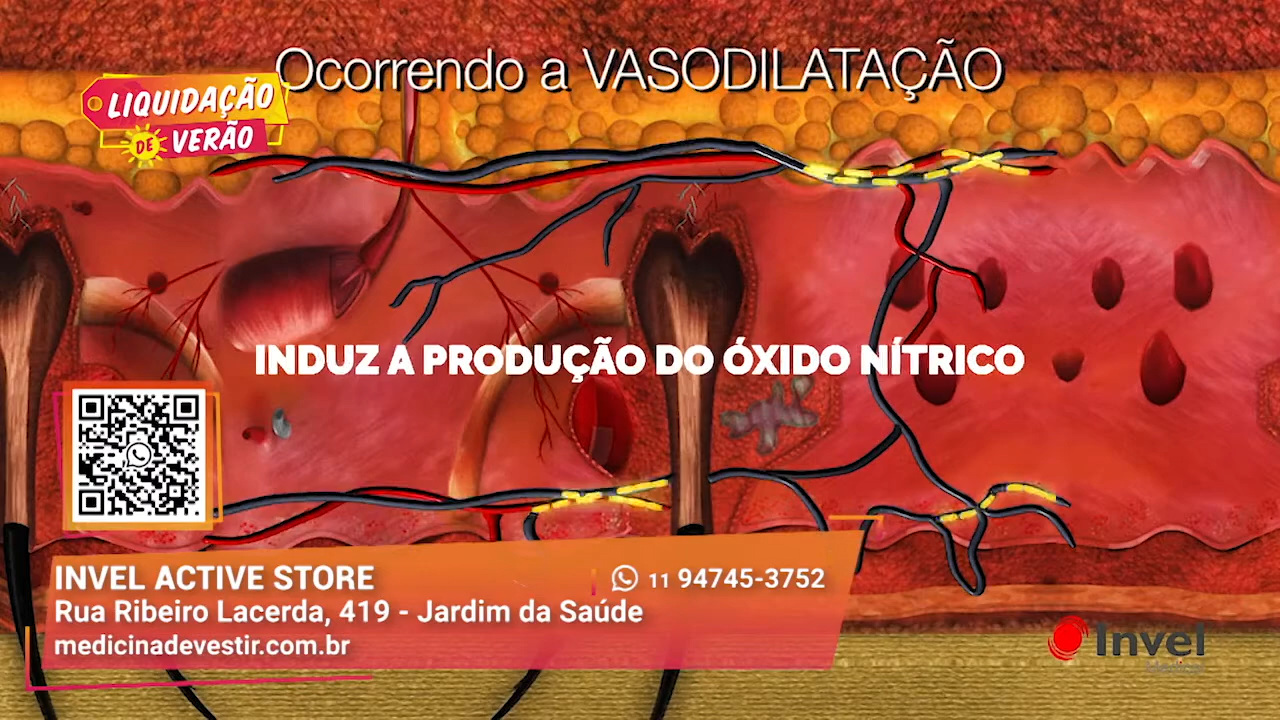 Ocorrendo a VASODILATAÇÃO
LIQUIDAÇÃO
DE VERÃO
INDUZ A PRODUÇÃO DO ÓXIDO NÍTRICO
INVEL ACTIVE STORE
11 94745-3752
Rua Ribeiro Lacerda, 419 - Jardim da Saúde
medicinadevestir.com.br
Invel